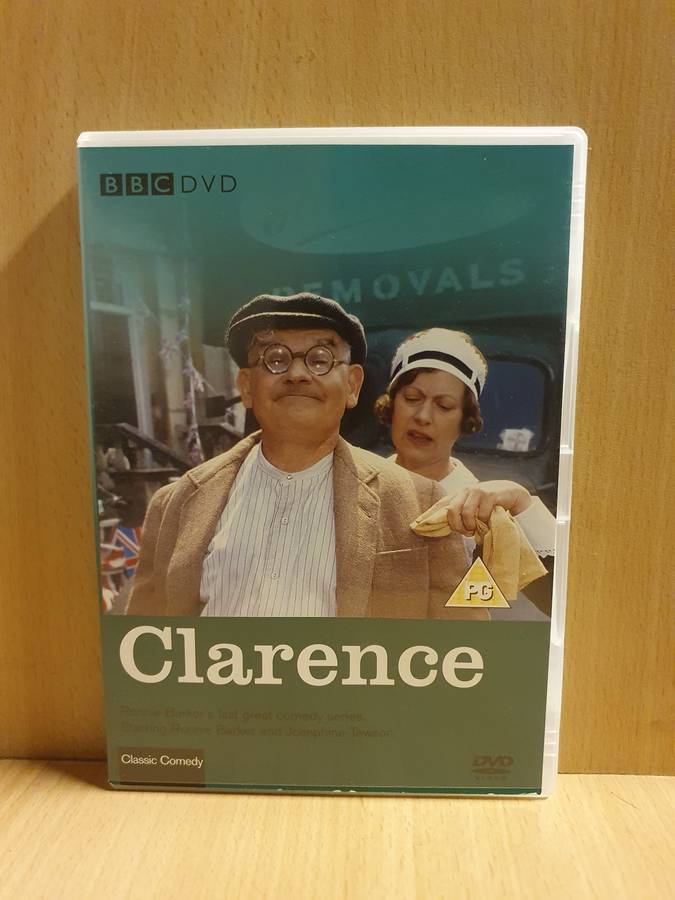 BBC DVD
REMOVALS
PG
Clarence
Ronnie Barker's last great comedy series.
Starring Ronnie Barker and Josephine Tewson.
Classic Comedy
DVD
VIDEO